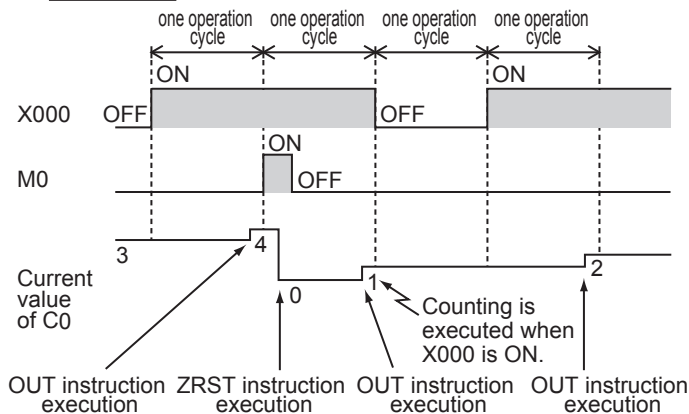 one operation cycle
one operation cycle
one operation cycle
one operation cycle
ON
ON
X000
OFF
OFF
ON
M0
OFF
3
4
0
1
2
Current
value
of C0
Counting is
executed when
X000 is ON.
OUT instruction
execution
ZRST instruction
execution
OUT instruction
execution
OUT instruction
execution